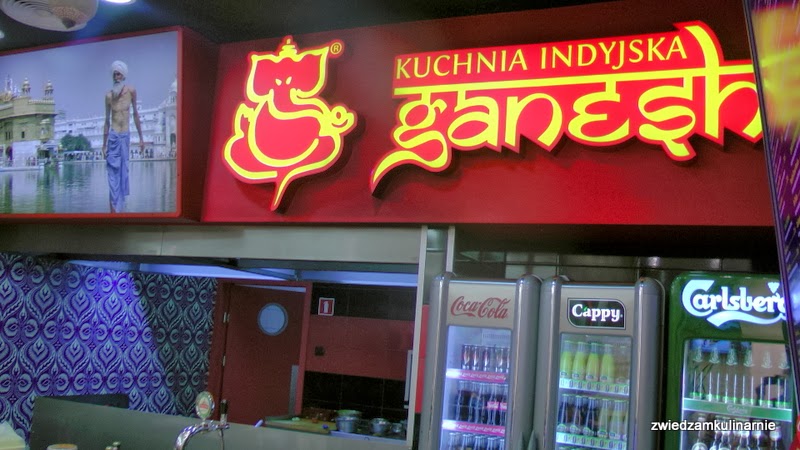 ®
KUCHNIA INDYJSKA
ganesh
Coca-Cola
Cappy
Carlsberg
zwiedzamkulinarnie